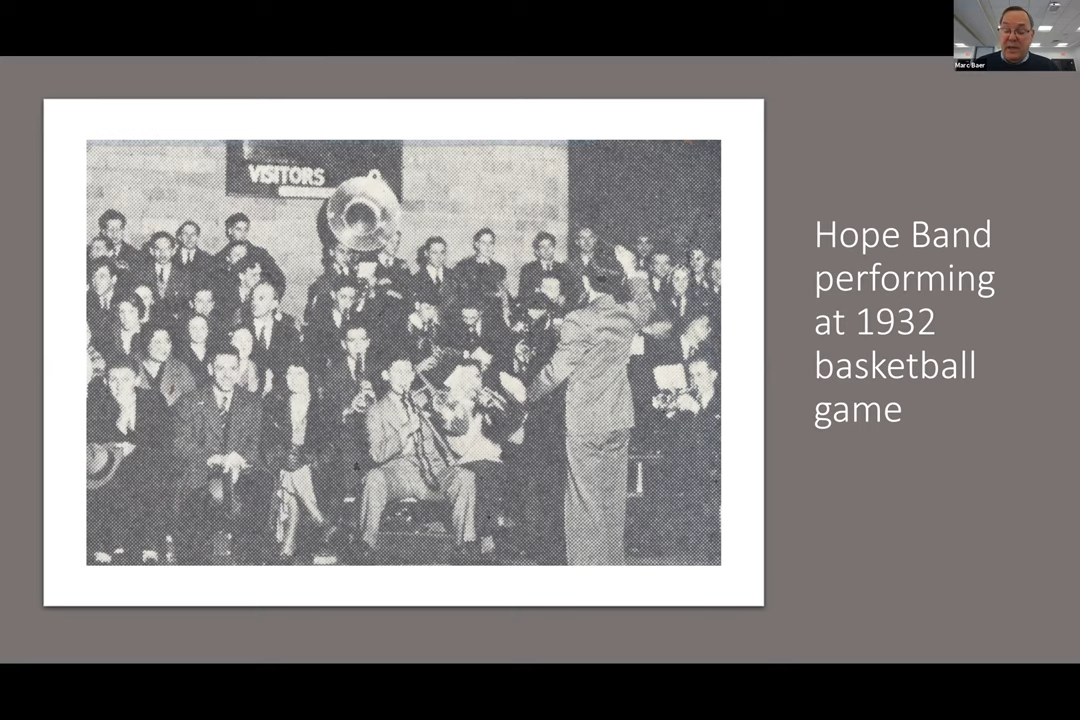 Marc Baer
VISITORS
Hope Band
performing
at 1932
basketball
game